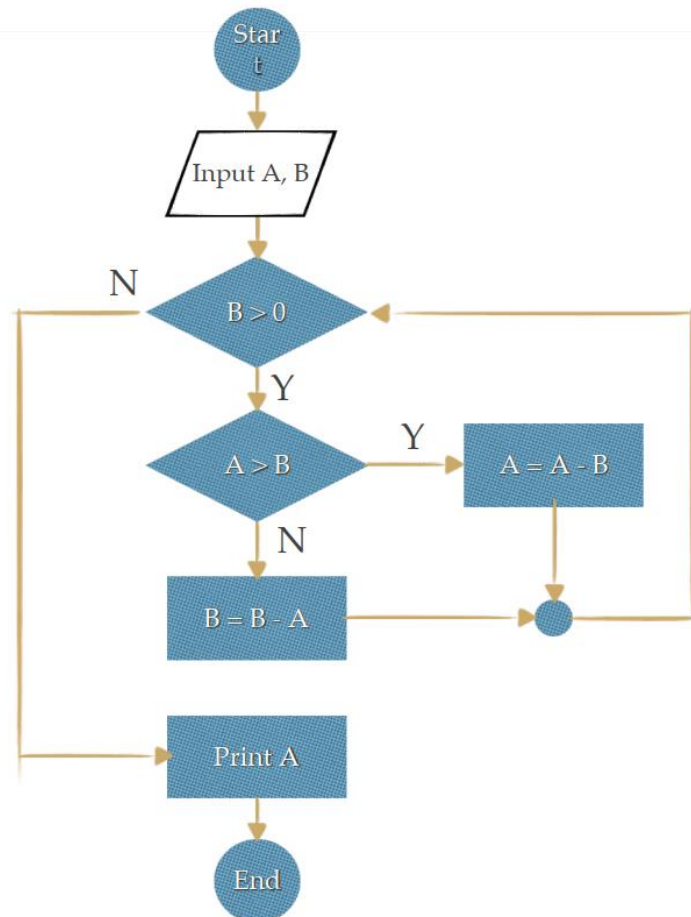 Star
t
Input A, B
N
B > 0
Y
A > B
Y
A = A - B
N
B = B - A
Print A
End